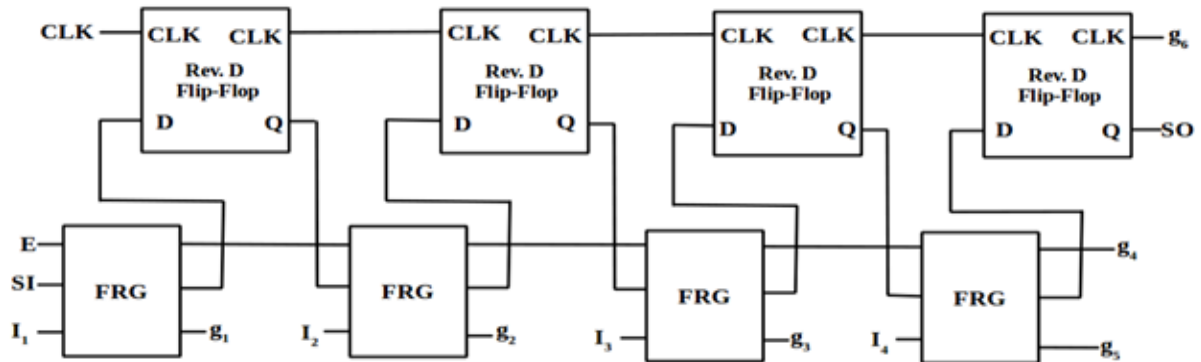 CLK CLK CLK CLK CLK CLK CLK CLK CLK g6
Rev. D Rev. D Rev. D Rev. D
Flip-Flop Flip-Flop Flip-Flop Flip-Flop
D Q D Q D Q D Q SO
E g4
SI FRG FRG FRG FRG
I1 g1 I2 g2 I3 g3 I4 g5